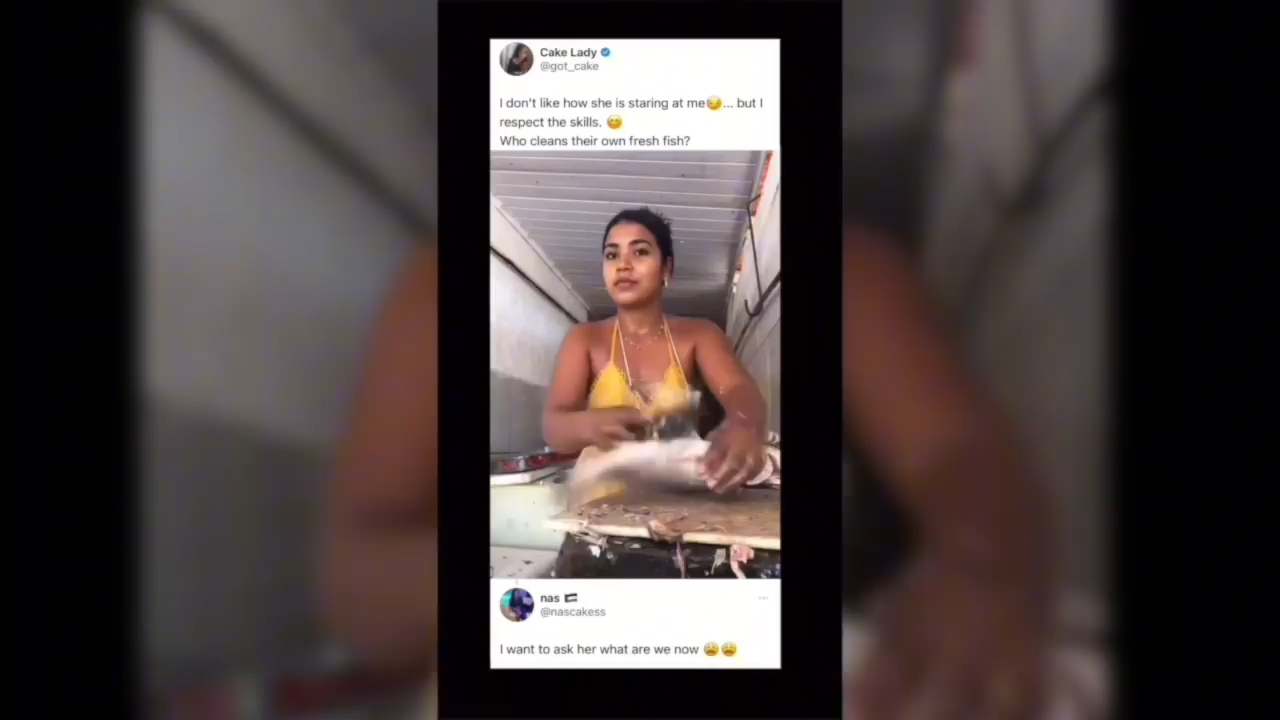 Cake Lady
@got_cake
I don't like how she is staring at me😏... but I
respect the skills. 😊
Who cleans their own fresh fish?
nas
@nascakess
I want to ask her what are we now 😩😩